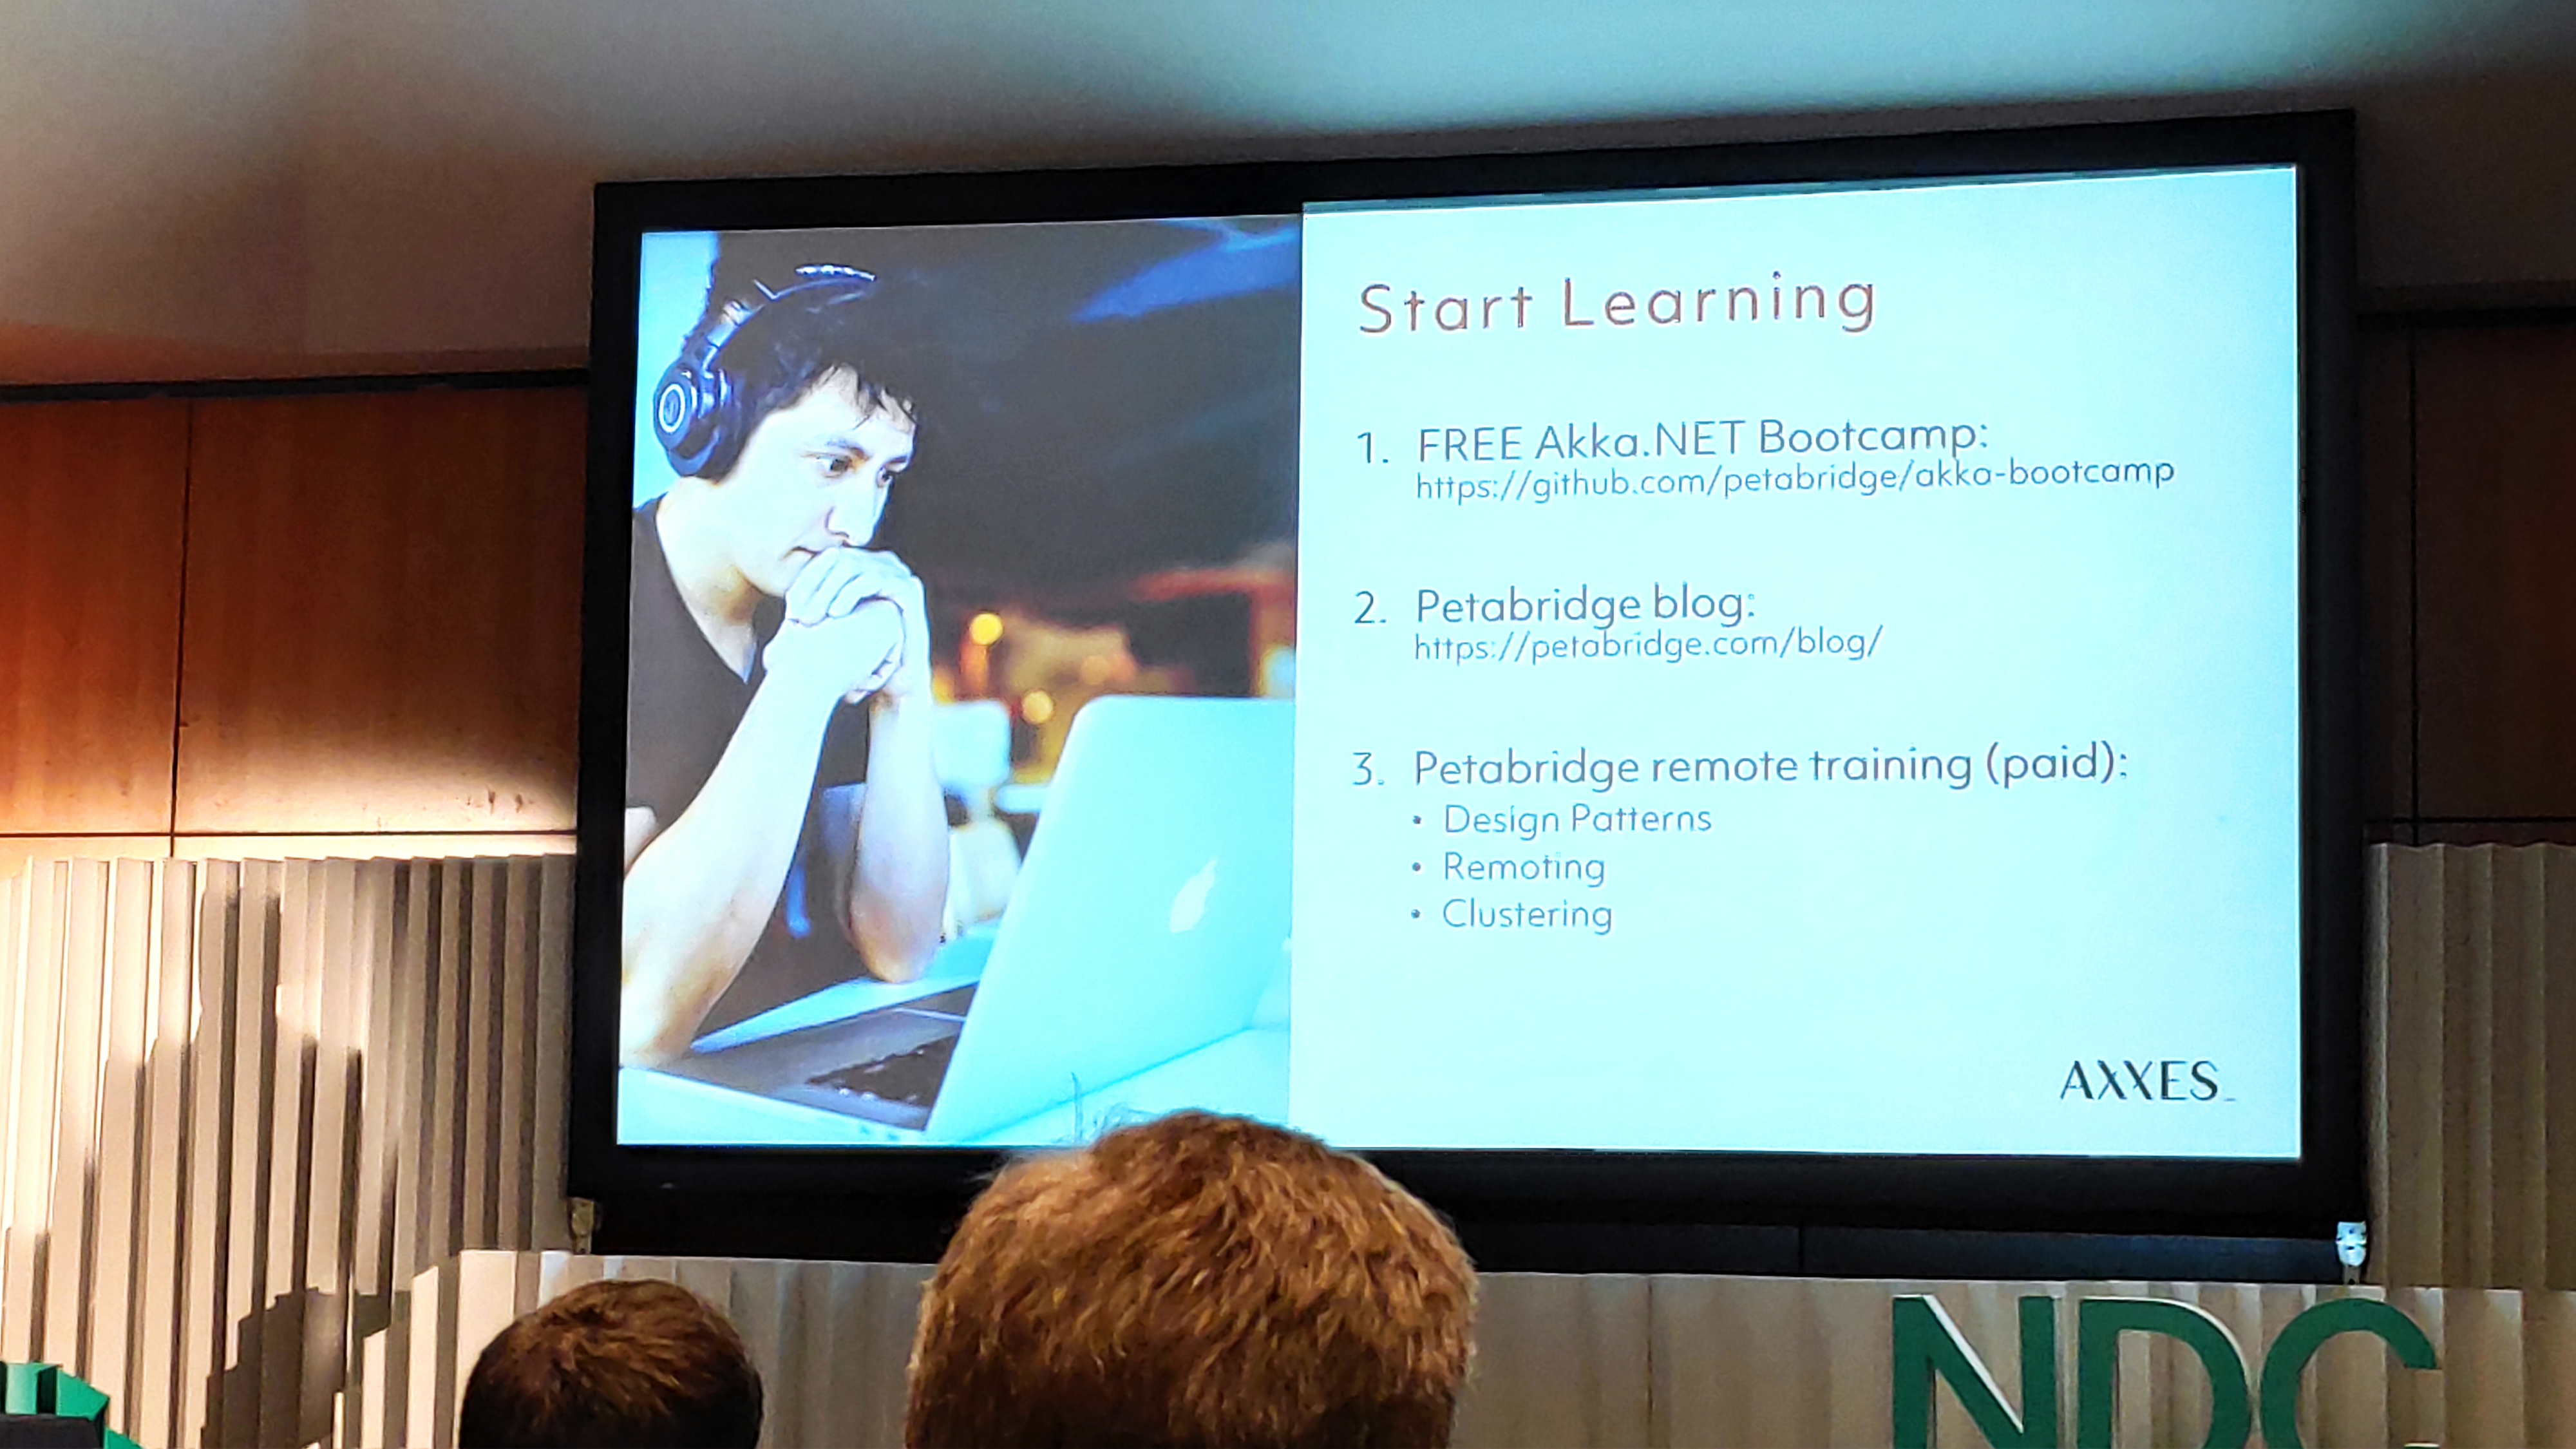 Start Learning
1. FREE Akka.NET Bootcamp:
https://github.com/petabridge/akka-bootcamp
2. Petabridge blog:
https://petabridge.com/blog/
3. Petabridge remote training (paid):
• Design Patterns
• Remoting
• Clustering
AXXES_
NDC